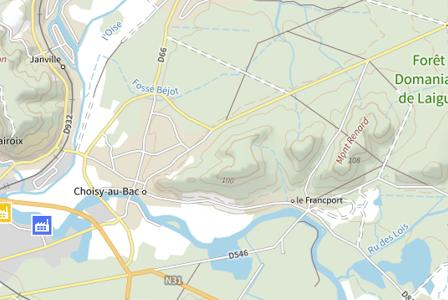 l'Oise
D66
Janville
Fossé Béjot
Forêt
Domania
de Laigu
D932
airoix
Mont Renard
108
100
Choisy-au-Bac
le Francport
Ru des Lois
D546
N31